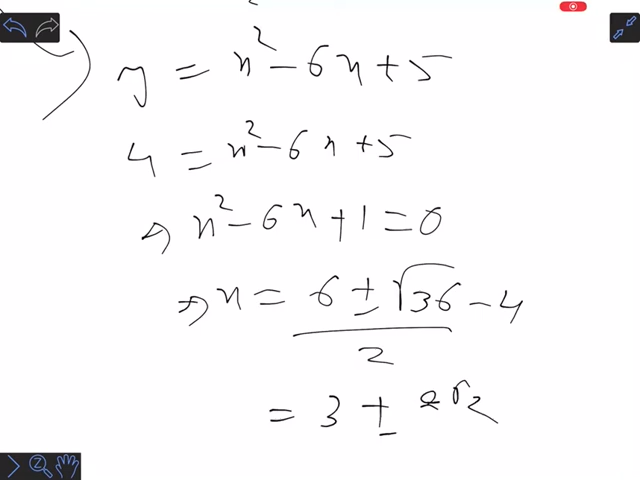 y = x² - 6x + 5
4 = x² - 6x + 5
⇒ x² - 6x + 1 = 0
⇒ x = (6 ± √36 - 4) / 2
= 3 ± 2√2